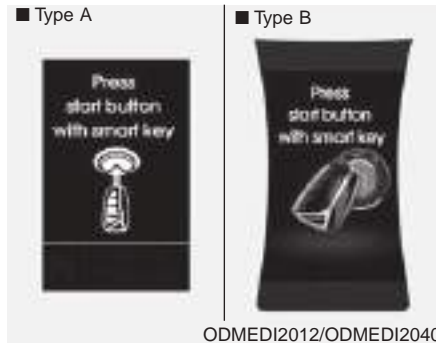 ■ Type A
Press
start button
with smart key
■ Type B
Press
start button
with smart key
ODMEDI2012/ODMEDI2040